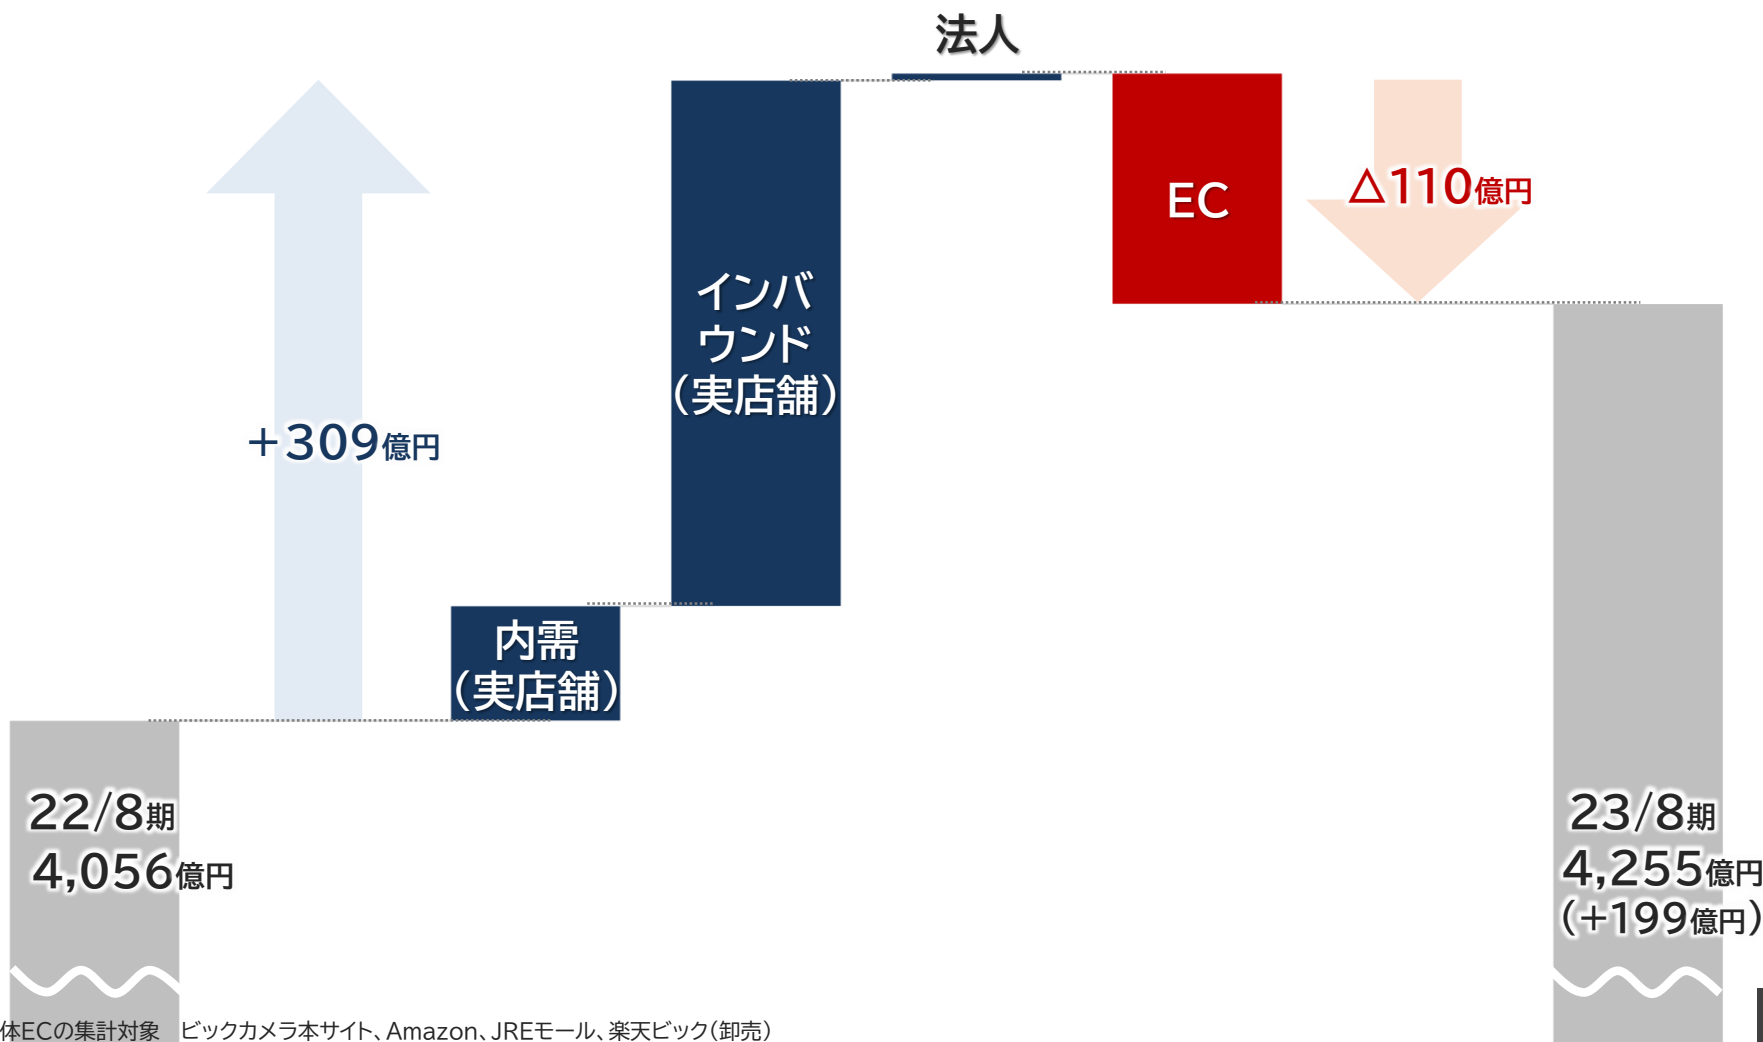 法人
EC
△110億円
インバ
ウンド
（実店舗）
＋309億円
内需
（実店舗）
22/8期
4,056億円
23/8期
4,255億円
（＋199億円）
体ECの集計対象　ビックカメラ本サイト、Amazon、JREモール、楽天ビック（卸売）